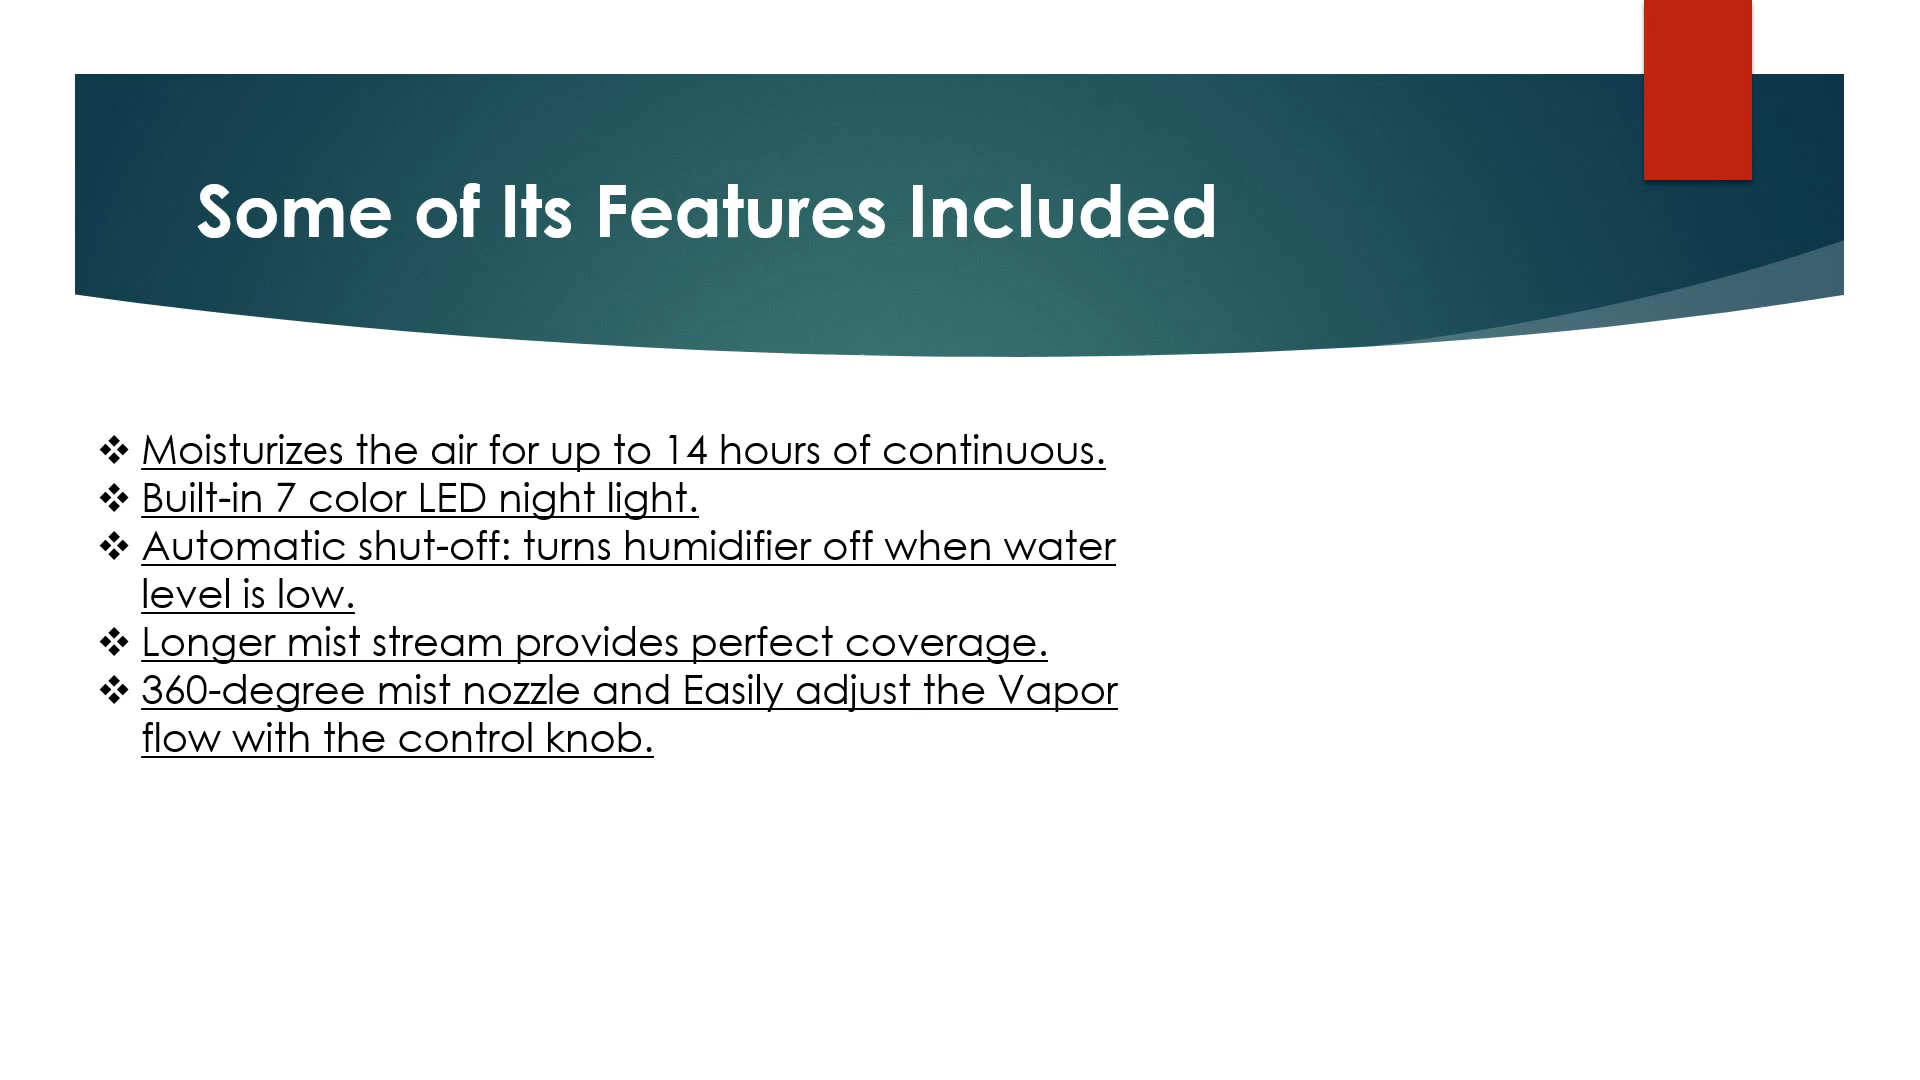 Some of Its Features Included
❖ Moisturizes the air for up to 14 hours of continuous.
❖ Built-in 7 color LED night light.
❖ Automatic shut-off: turns humidifier off when water
level is low.
❖ Longer mist stream provides perfect coverage.
❖ 360-degree mist nozzle and Easily adjust the Vapor
flow with the control knob.